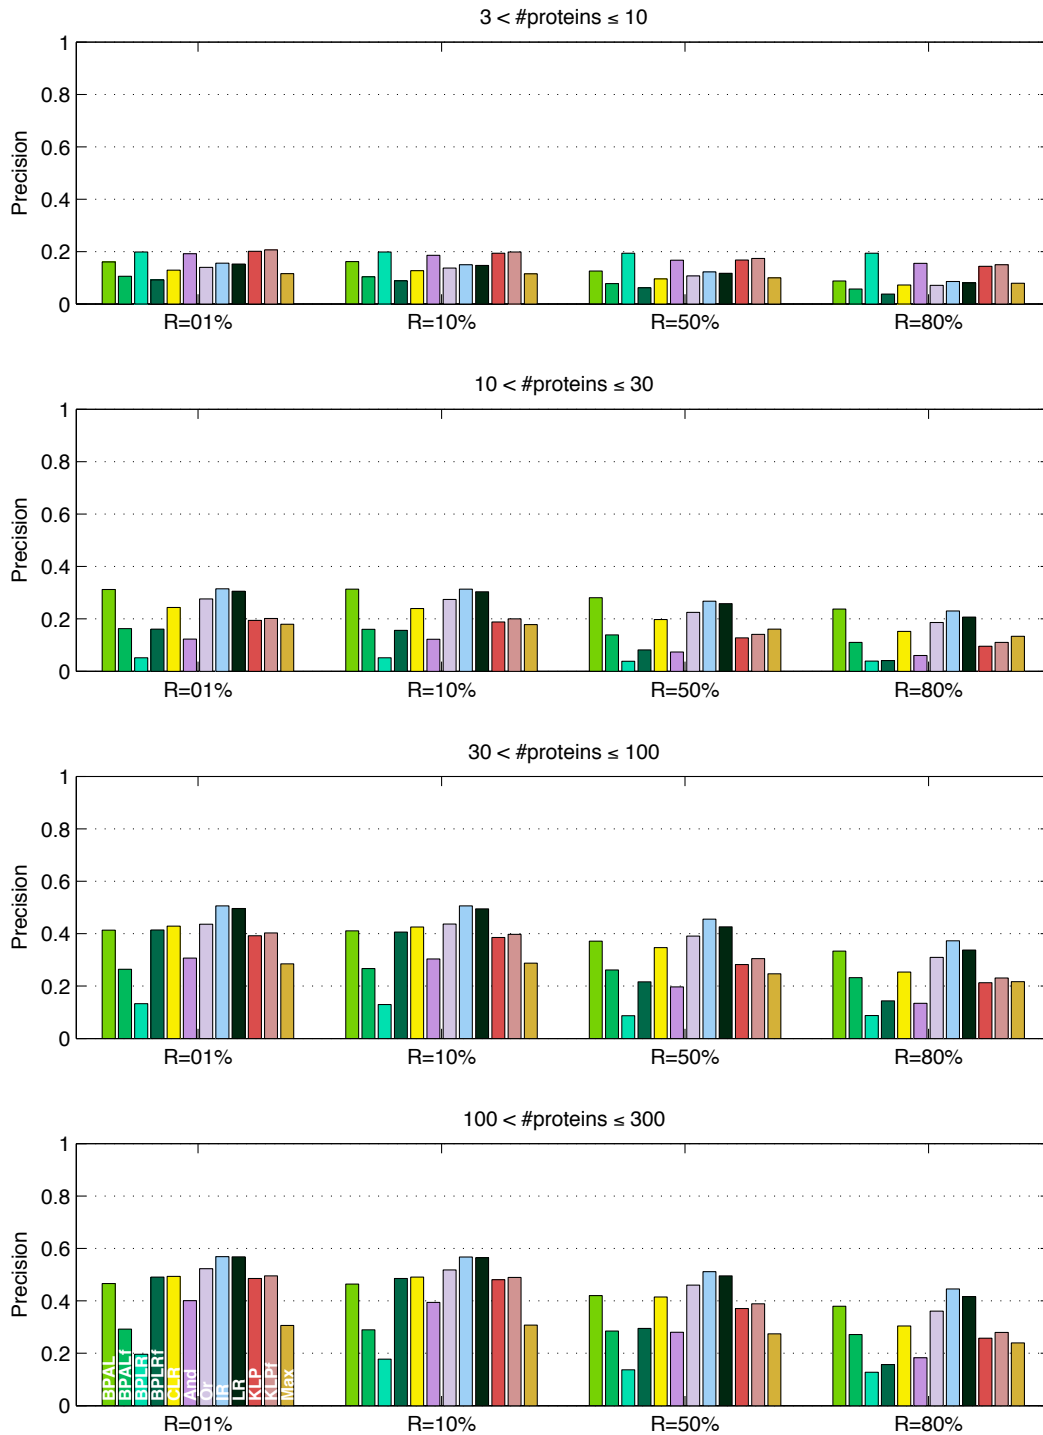 3 < #proteins ≤ 10
1
0.8
0.6
0.4
0.2
0
Precision
R=01% R=10% R=50% R=80%
10 < #proteins ≤ 30
1
0.8
0.6
0.4
0.2
0
Precision
R=01% R=10% R=50% R=80%
30 < #proteins ≤ 100
1
0.8
0.6
0.4
0.2
0
Precision
R=01% R=10% R=50% R=80%
100 < #proteins ≤ 300
1
0.8
0.6
0.4
0.2
0
Precision
BPAL
BPALf
BPLR
BPLRf
CLR
And
Or
IR
LR
KLP
KLPf
Max
R=01% R=10% R=50% R=80%